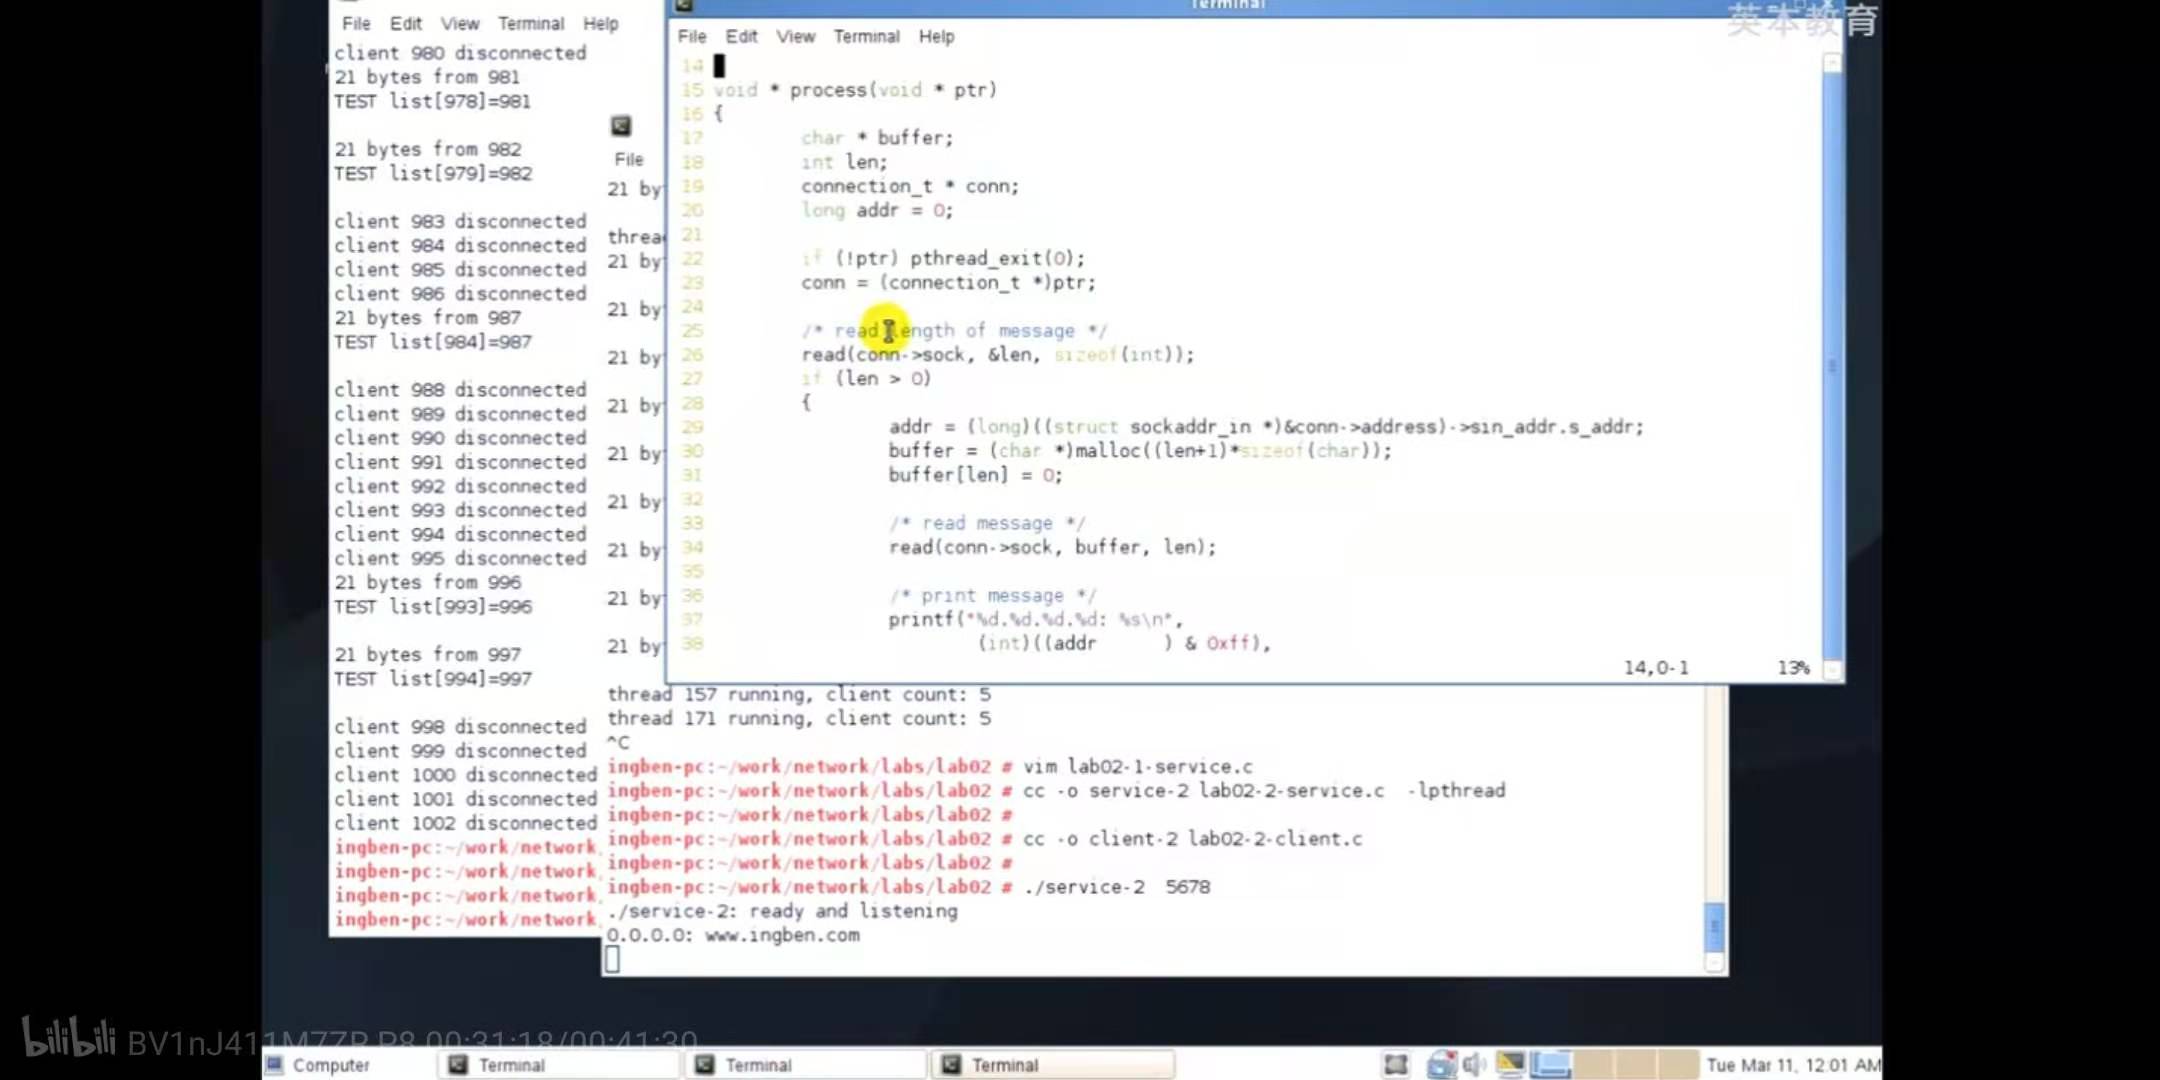 File Edit View Terminal Help
client 980 disconnected
21 bytes from 981
TEST list[978]=981
21 bytes from 982
TEST list[979]=982
client 983 disconnected
client 984 disconnected
client 985 disconnected
client 986 disconnected
21 bytes from 987
TEST list[984]=987
client 988 disconnected
client 989 disconnected
client 990 disconnected
client 991 disconnected
client 992 disconnected
client 993 disconnected
client 994 disconnected
client 995 disconnected
21 bytes from 996
TEST list[993]=996
21 bytes from 997
TEST list[994]=997
client 998 disconnected
client 999 disconnected
client 1000 disconnected
client 1001 disconnected
client 1002 disconnected
ingben-pc:~/work/network
ingben-pc:~/work/network
ingben-pc:~/work/network
ingben-pc:~/work/network
File
21 by
threa
21 by
21 by
21 by
21 by
21 by
21 by
21 by
21 by
21 by
Terminal
英本教育
File Edit View Terminal Help
14
15 void * process(void * ptr)
16 {
17 char * buffer;
18 int len;
19 connection_t * conn;
20 long addr = 0;
21
22 if (!ptr) pthread_exit(0);
23 conn = (connection_t *)ptr;
24
25 /* read length of message */
26 read(conn->sock, &len, sizeof(int));
27 if (len > 0)
28 {
29 addr = (long)((struct sockaddr_in *)&conn->address)->sin_addr.s_addr;
30 buffer = (char *)malloc((len+1)*sizeof(char));
31 buffer[len] = 0;
32
33 /* read message */
34 read(conn->sock, buffer, len);
35
36 /* print message */
37 printf("%d.%d.%d.%d: %s\n",
38 (int)((addr ) & 0xff),
14,0-1 13%
thread 157 running, client count: 5
thread 171 running, client count: 5
^C
ingben-pc:~/work/network/labs/lab02 # vim lab02-1-service.c
ingben-pc:~/work/network/labs/lab02 # cc -o service-2 lab02-2-service.c -lpthread
ingben-pc:~/work/network/labs/lab02 #
ingben-pc:~/work/network/labs/lab02 # cc -o client-2 lab02-2-client.c
ingben-pc:~/work/network/labs/lab02 #
ingben-pc:~/work/network/labs/lab02 # ./service-2 5678
./service-2: ready and listening
0.0.0.0: www.ingben.com
bilibili BV1nJ411M7ZR P8 00:31:18/00:41:30
Computer Terminal Terminal Terminal Tue Mar 11, 12:01 AM